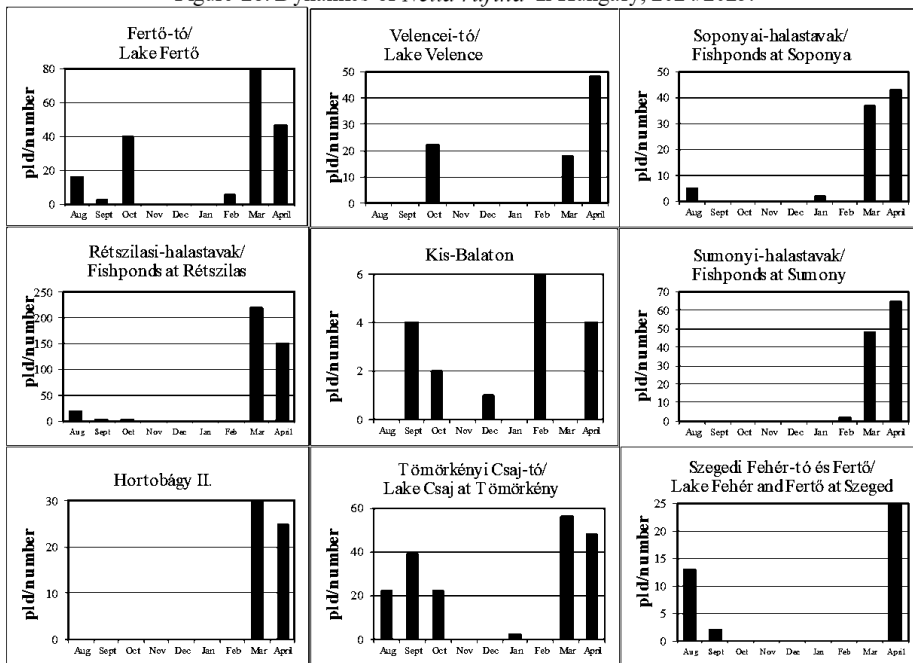 Figure Dynamics of Netta rufina in Hungary,
Fertő-tó/
Lake Fertő
pld/number
80
60
40
20
0
Aug Sept Oct Nov Dec Jan Feb Mar April
Velencei-tó/
Lake Velence
pld/number
50
40
30
20
10
0
Aug Sept Oct Nov Dec Jan Feb Mar April
Soponyai-halastavak/
Fishponds at Soponya
pld/number
50
40
30
20
10
0
Aug Sept Oct Nov Dec Jan Feb Mar April
Rétszilasi-halastavak/
Fishponds at Rétszilas
pld/number
250
200
150
100
50
0
Aug Sept Oct Nov Dec Jan Feb Mar April
Kis-Balaton
pld/number
6
4
2
0
Aug Sept Oct Nov Dec Jan Feb Mar April
Sumonyi-halastavak/
Fishponds at Sumony
pld/number
70
60
50
40
30
20
10
0
Aug Sept Oct Nov Dec Jan Feb Mar April
Hortobágy II.
pld/number
30
20
10
0
Aug Sept Oct Nov Dec Jan Feb Mar April
Tömörkényi Csaj-tó/
Lake Csaj at Tömörkény
pld/number
60
40
20
0
Aug Sept Oct Nov Dec Jan Feb Mar April
Szegedi Fehér-tó és Fertő/
Lake Fehér and Fertő at Szeged
pld/number
25
20
15
10
5
0
Aug Sept Oct Nov Dec Jan Feb Mar April